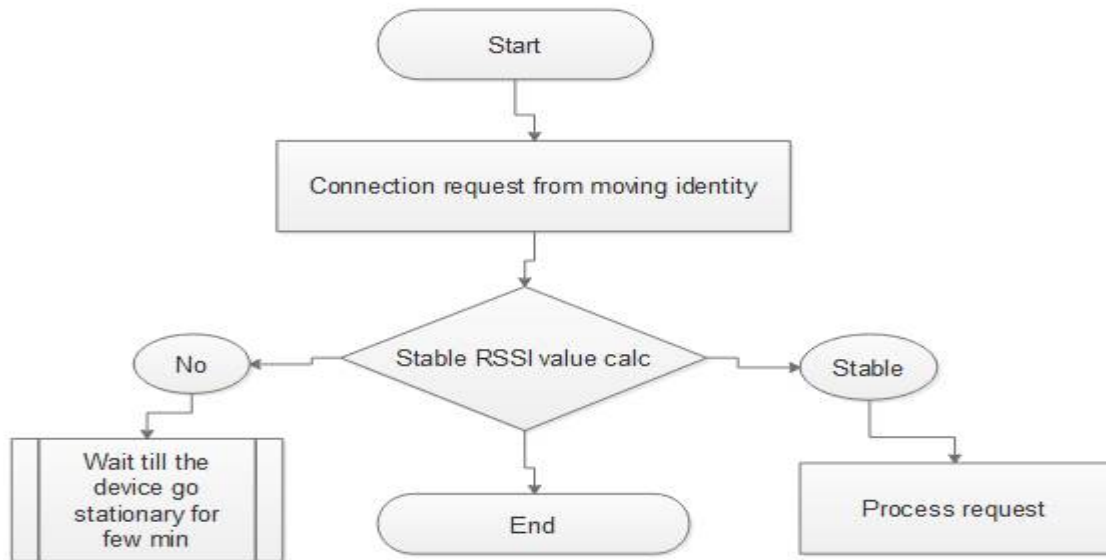 Start
Connection request from moving identity
Stable RSSI value calc
No
Stable
Wait till the
device go
stationary for
few min
End
Process request